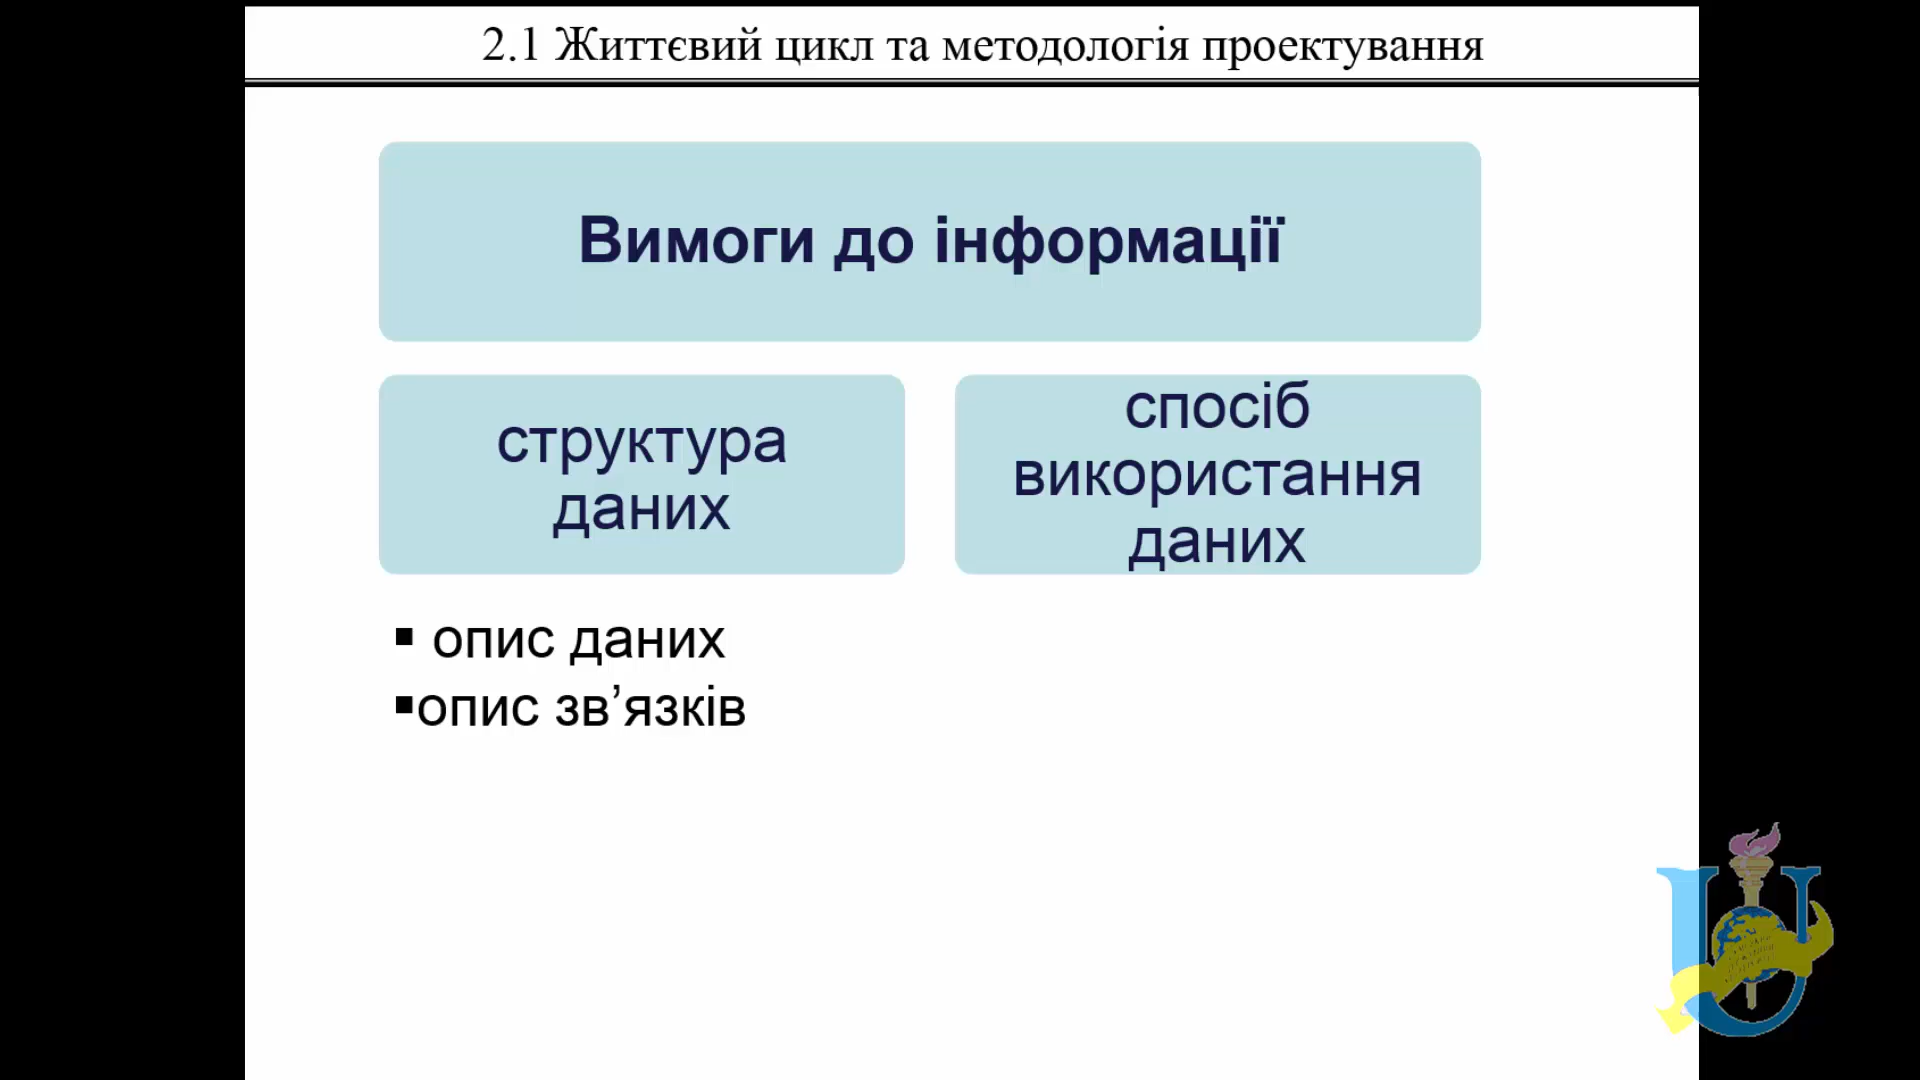 2.1 Життєвий цикл та методологія проектування
Вимоги до інформації
структура
даних
спосіб
використання
даних
▪ опис даних
▪опис зв’язків